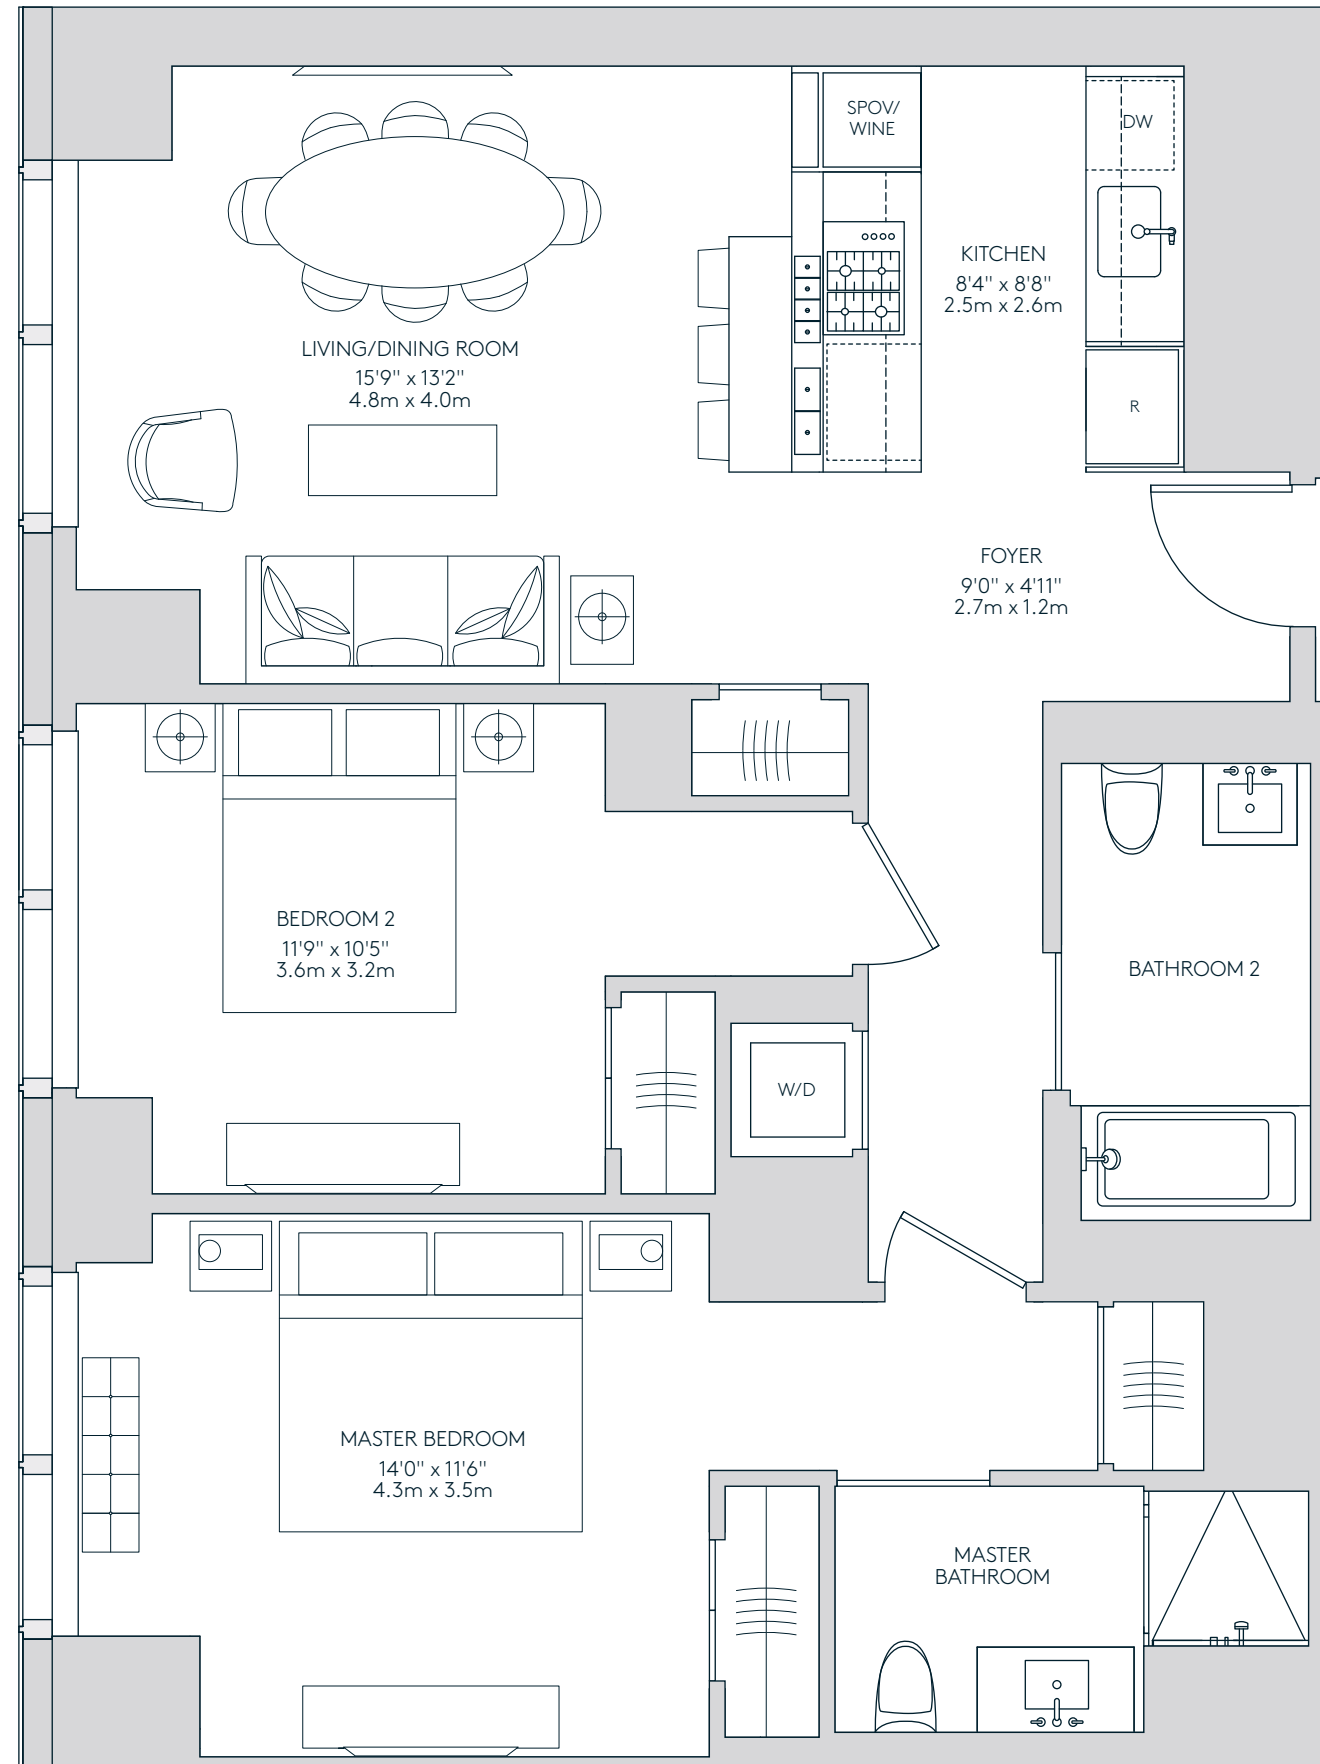 SPOV/
WINE
DW
KITCHEN
8'4" x 8'8"
2.5m x 2.6m
LIVING/DINING ROOM
15'9" x 13'2"
4.8m x 4.0m
R
FOYER
9'0" x 4'11"
2.7m x 1.2m
BEDROOM 2
11'9" x 10'5"
3.6m x 3.2m
BATHROOM 2
W/D
MASTER BEDROOM
14'0" x 11'6"
4.3m x 3.5m
MASTER
BATHROOM